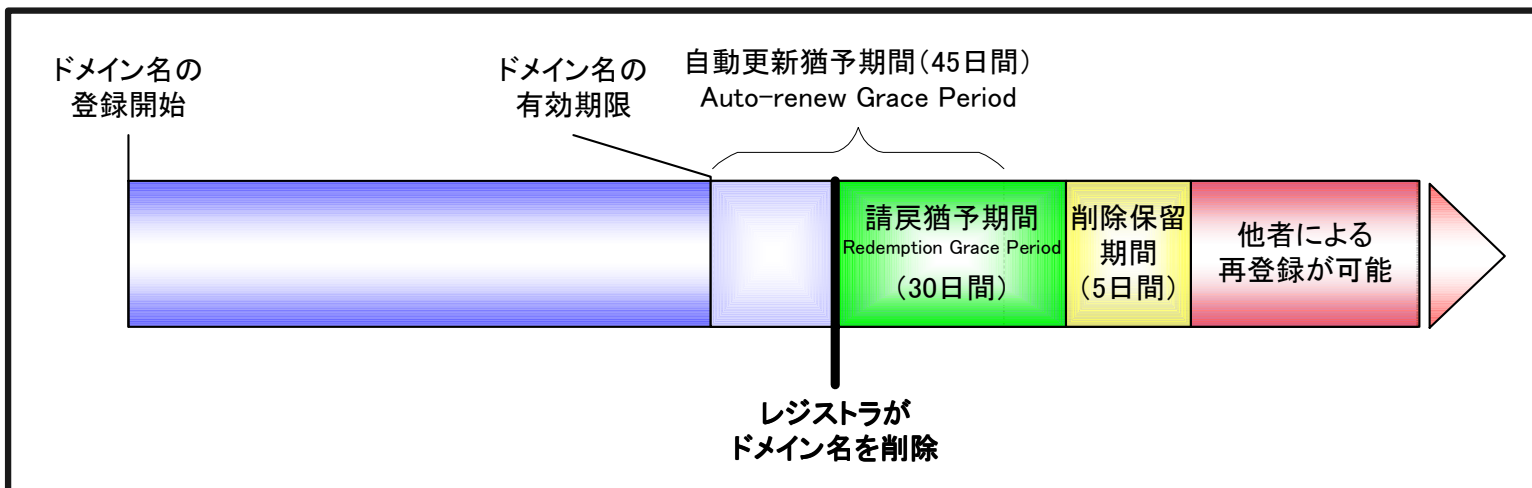 ドメイン名の
登録開始
ドメイン名の
有効期限
自動更新猶予期間(45日間)
Auto-renew Grace Period
請戻猶予期間
Redemption Grace Period
(30日間)
削除保留
期間
(5日間)
他者による
再登録が可能
レジストラが
ドメイン名を削除